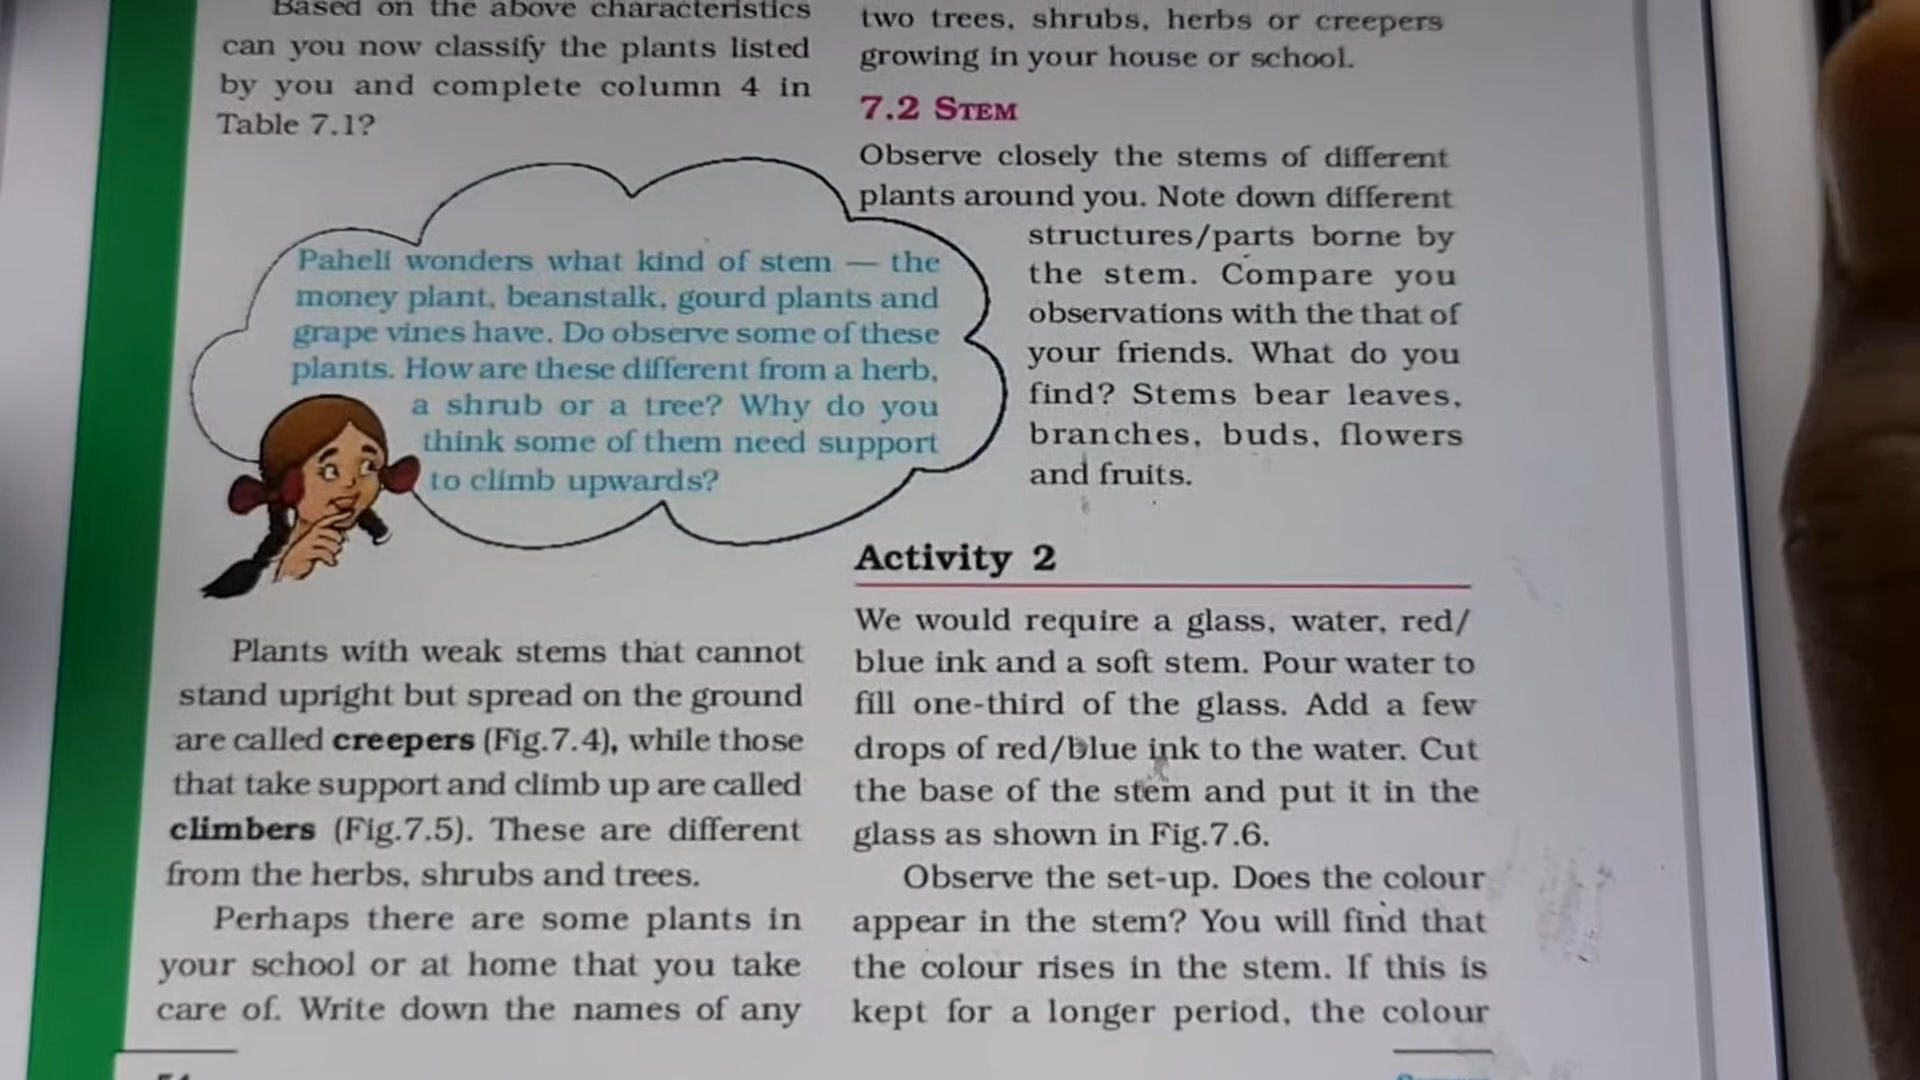 Based on the above characteristics
can you now classify the plants listed
by you and complete column 4 in
Table 7.1?
Paheli wonders what kind of stem — the
money plant, beanstalk, gourd plants and
grape vines have. Do observe some of these
plants. How are these different from a herb,
a shrub or a tree? Why do you
think some of them need support
to climb upwards?
Plants with weak stems that cannot
stand upright but spread on the ground
are called creepers (Fig.7.4), while those
that take support and climb up are called
climbers (Fig.7.5). These are different
from the herbs, shrubs and trees.
Perhaps there are some plants in
your school or at home that you take
care of. Write down the names of any
two trees, shrubs, herbs or creepers
growing in your house or school.
7.2 STEM
Observe closely the stems of different
plants around you. Note down different
structures/parts borne by
the stem. Compare you
observations with the that of
your friends. What do you
find? Stems bear leaves,
branches, buds, flowers
and fruits.
Activity 2
We would require a glass, water, red/
blue ink and a soft stem. Pour water to
fill one-third of the glass. Add a few
drops of red/blue ink to the water. Cut
the base of the stem and put it in the
glass as shown in Fig.7.6.
Observe the set-up. Does the colour
appear in the stem? You will find that
the colour rises in the stem. If this is
kept for a longer period, the colour